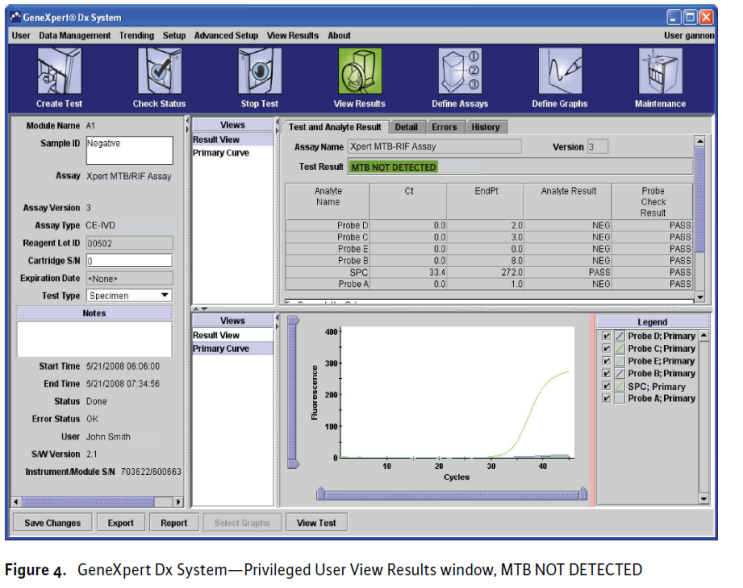 GeneXpert® Dx System
User Data Management Trending Setup Advanced Setup View Results About User gannon
Create Test Check Status Stop Test View Results Define Assays Define Graphs Maintenance
1
2
3
Module Name A1
Sample ID Negative
Assay Xpert MTB/RIF Assay
Assay Version 3
Assay Type CE-IVD
Reagent Lot ID 00502
Cartridge S/N 0
Expiration Date <None>
Test Type Specimen
Notes
Start Time 5/21/2008 06:06:00
End Time 5/21/2008 07:34:56
Status Done
Error Status OK
User John Smith
S/W Version 2.1
Instrument/Module S/N 703622/600663
Views
Result View
Primary Curve
Test and Analyte Result Detail Errors History
Assay Name Xpert MTB-RIF Assay Version 3
Test Result MTB NOT DETECTED
Analyte Name Ct EndPt Analyte Result Probe Check Result
Probe D 0.0 2.0 NEG PASS
Probe C 0.0 3.0 NEG PASS
Probe E 0.0 0.0 NEG PASS
Probe B 0.0 8.0 NEG PASS
SPC 33.4 272.0 PASS PASS
Probe A 0.0 1.0 NEG PASS
Views
Result View
Primary Curve
Fluorescence
400
300
200
100
10 20 30 40
Cycles
Legend
Probe D; Primary
Probe C; Primary
Probe E; Primary
Probe B; Primary
SPC; Primary
Probe A; Primary
Save Changes Export Report Select Graphs View Test
Figure 4. GeneXpert Dx System—Privileged User View Results window, MTB NOT DETECTED